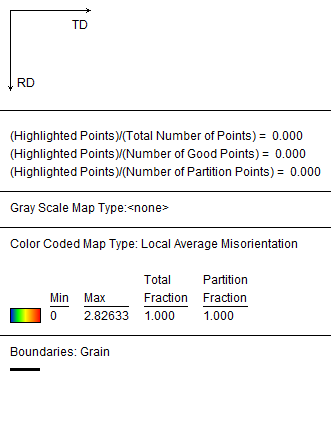 TD
RD
(Highlighted Points)/(Total Number of Points) = 0.000
(Highlighted Points)/(Number of Good Points) = 0.000
(Highlighted Points)/(Number of Partition Points) = 0.000
Gray Scale Map Type:<none>
Color Coded Map Type: Local Average Misorientation
Total Partition
Min Max Fraction Fraction
0 2.82633 1.000 1.000
Boundaries: Grain